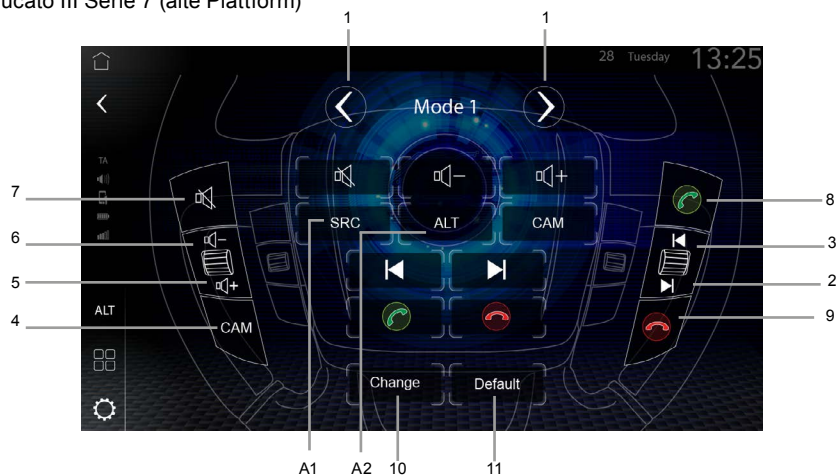 ucato III Serie 7 (alte Plattform)
1 1
28 Tuesday 13:25
Mode 1
TA
7
8
6
SRC ALT CAM
3
5
2
ALT
4
CAM
9
Change Default
A1 A2 10 11